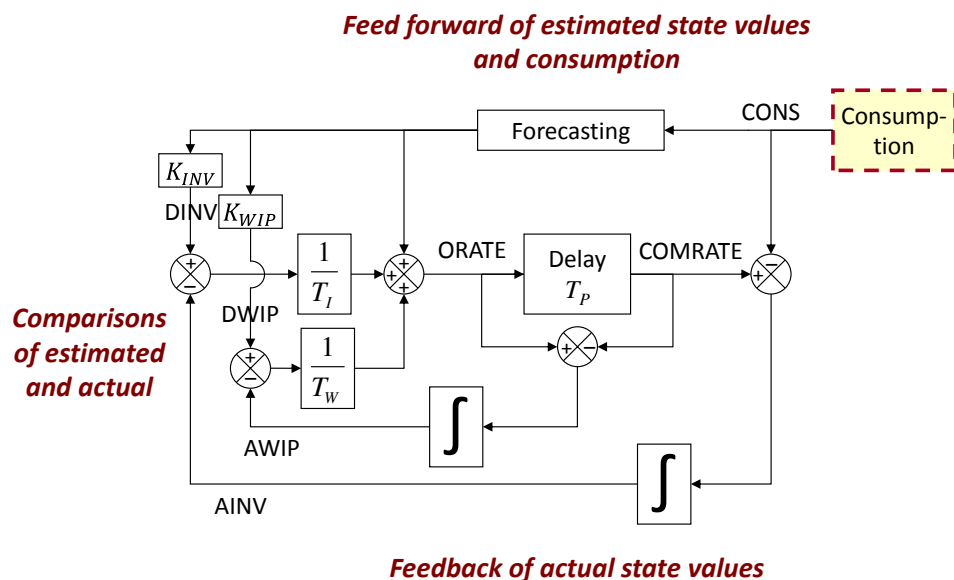 Feed forward of estimated state values
and consumption
CONS
Consump-
tion
Forecasting
K_INV
DINV
K_WIP
+
−
1
T_I
+
+
+
ORATE
Delay
T_P
COMRATE
−
+
Comparisons
of estimated
and actual
DWIP
+
−
1
T_W
+ −
∫
AWIP
∫
AINV
Feedback of actual state values